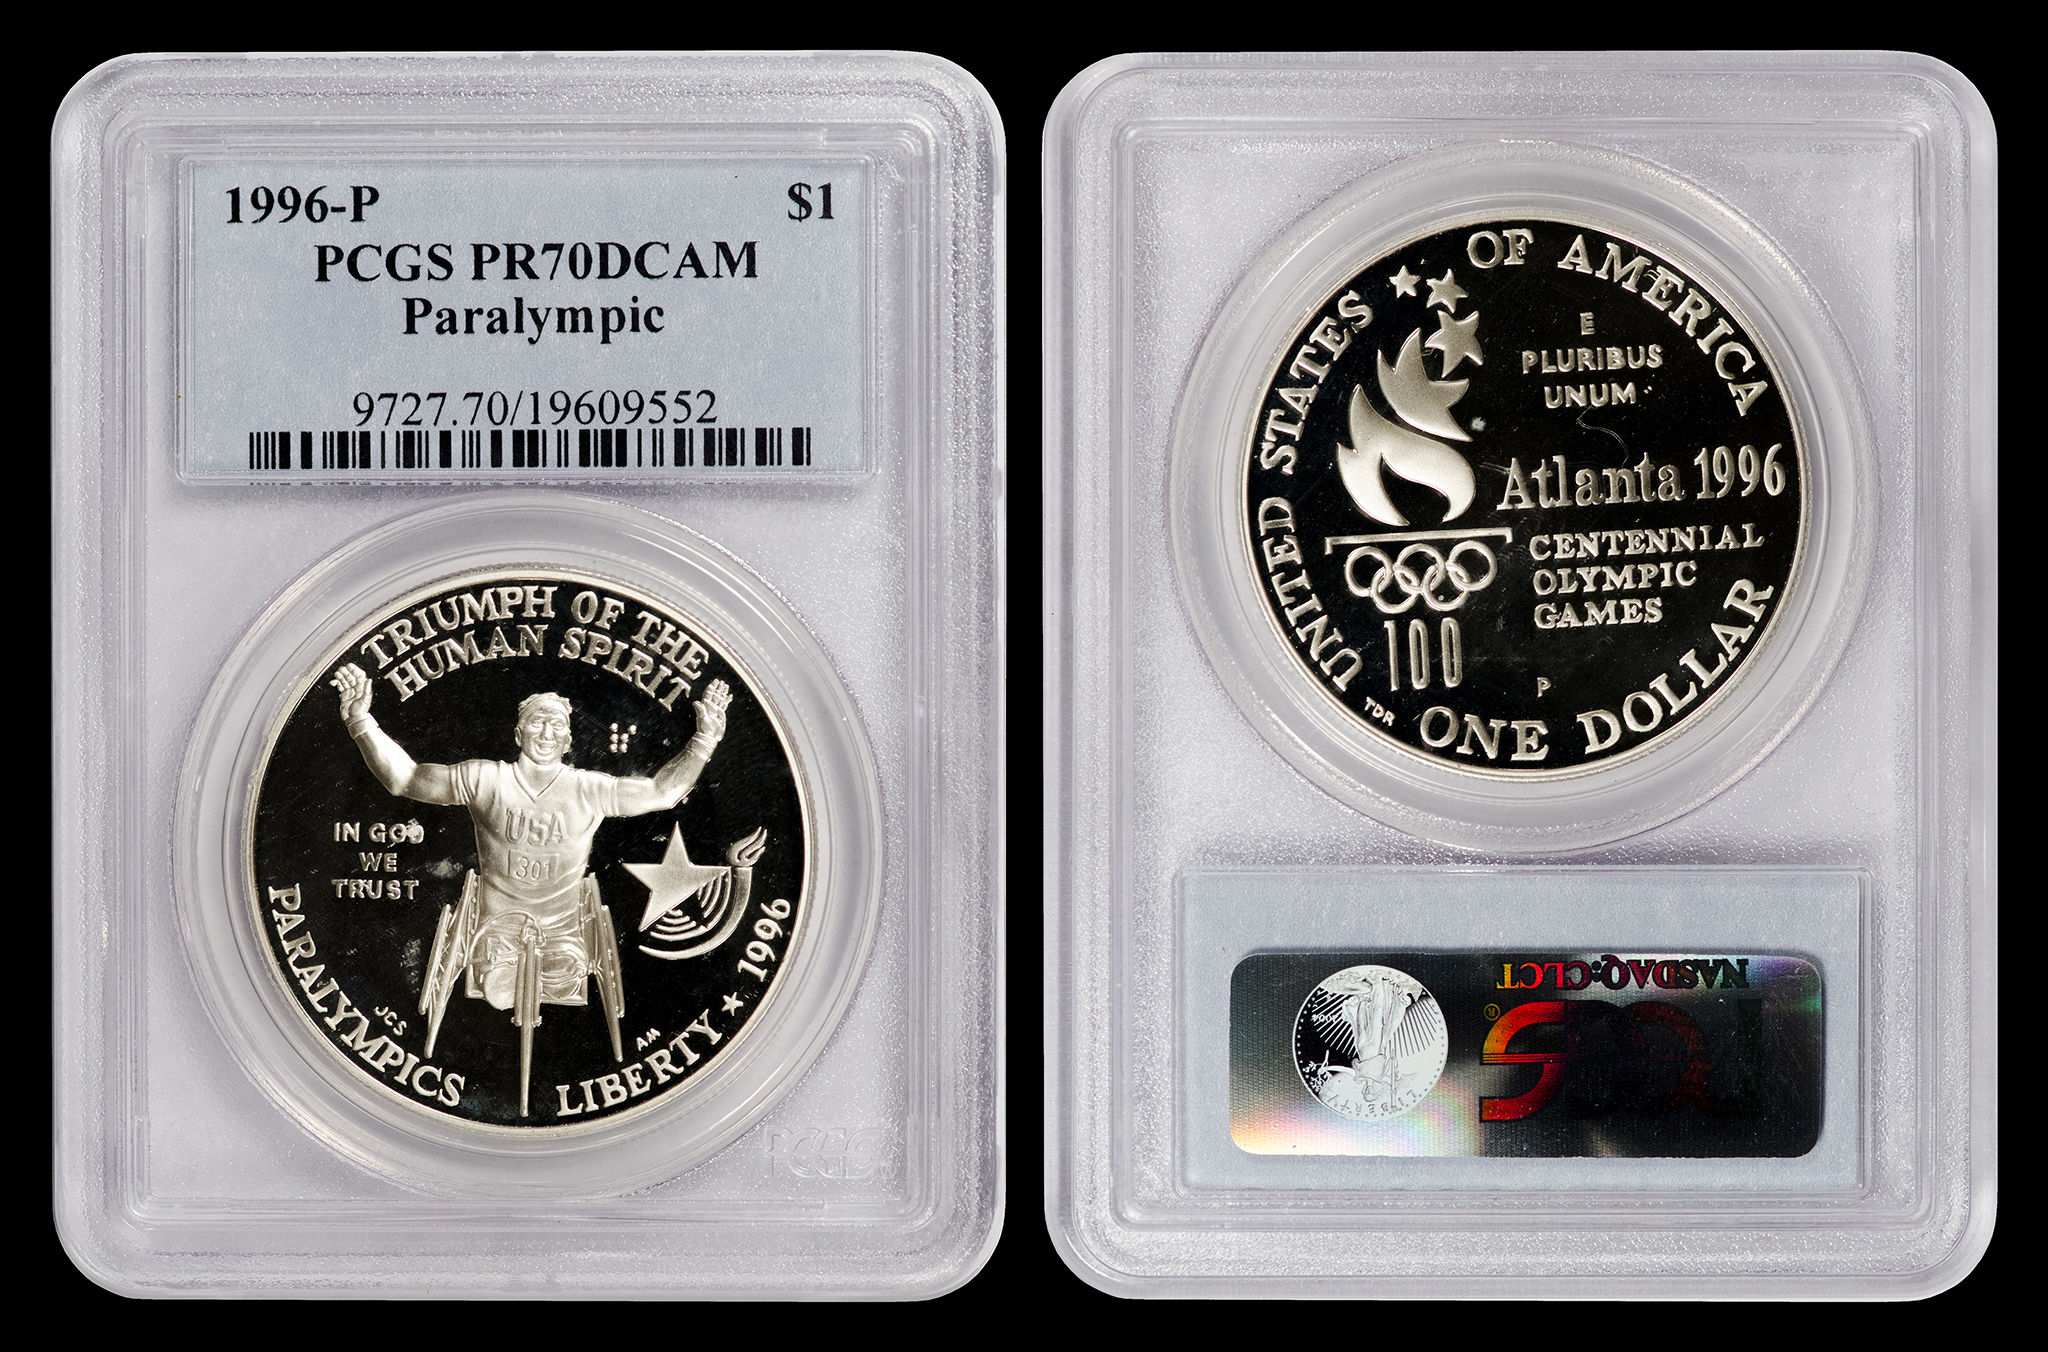 1996-P $1
PCGS PR70DCAM
Paralympic
9727.70/19609552
TRIUMPH OF THE
HUMAN SPIRIT
USA
301
IN GOD
WE
TRUST
PARALYMPICS
JCS
AM
LIBERTY ★ 1996
PCGS
UNITED STATES OF AMERICA
E
PLURIBUS
UNUM
Atlanta 1996
CENTENNIAL
OLYMPIC
GAMES
100
P
TDR
ONE DOLLAR
NASDAQ:CLCT
PCGS®
LIBERTY